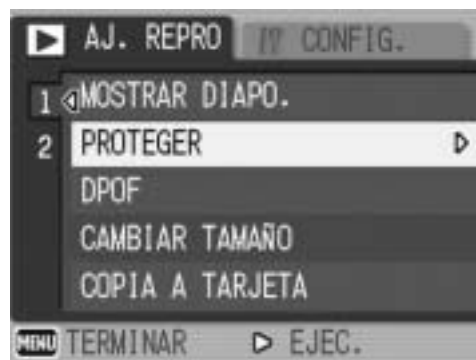 AJ. REPRO CONFIG.
1 MOSTRAR DIAPO.
2 PROTEGER
DPOF
CAMBIAR TAMAÑO
COPIA A TARJETA
MENU TERMINAR EJEC.